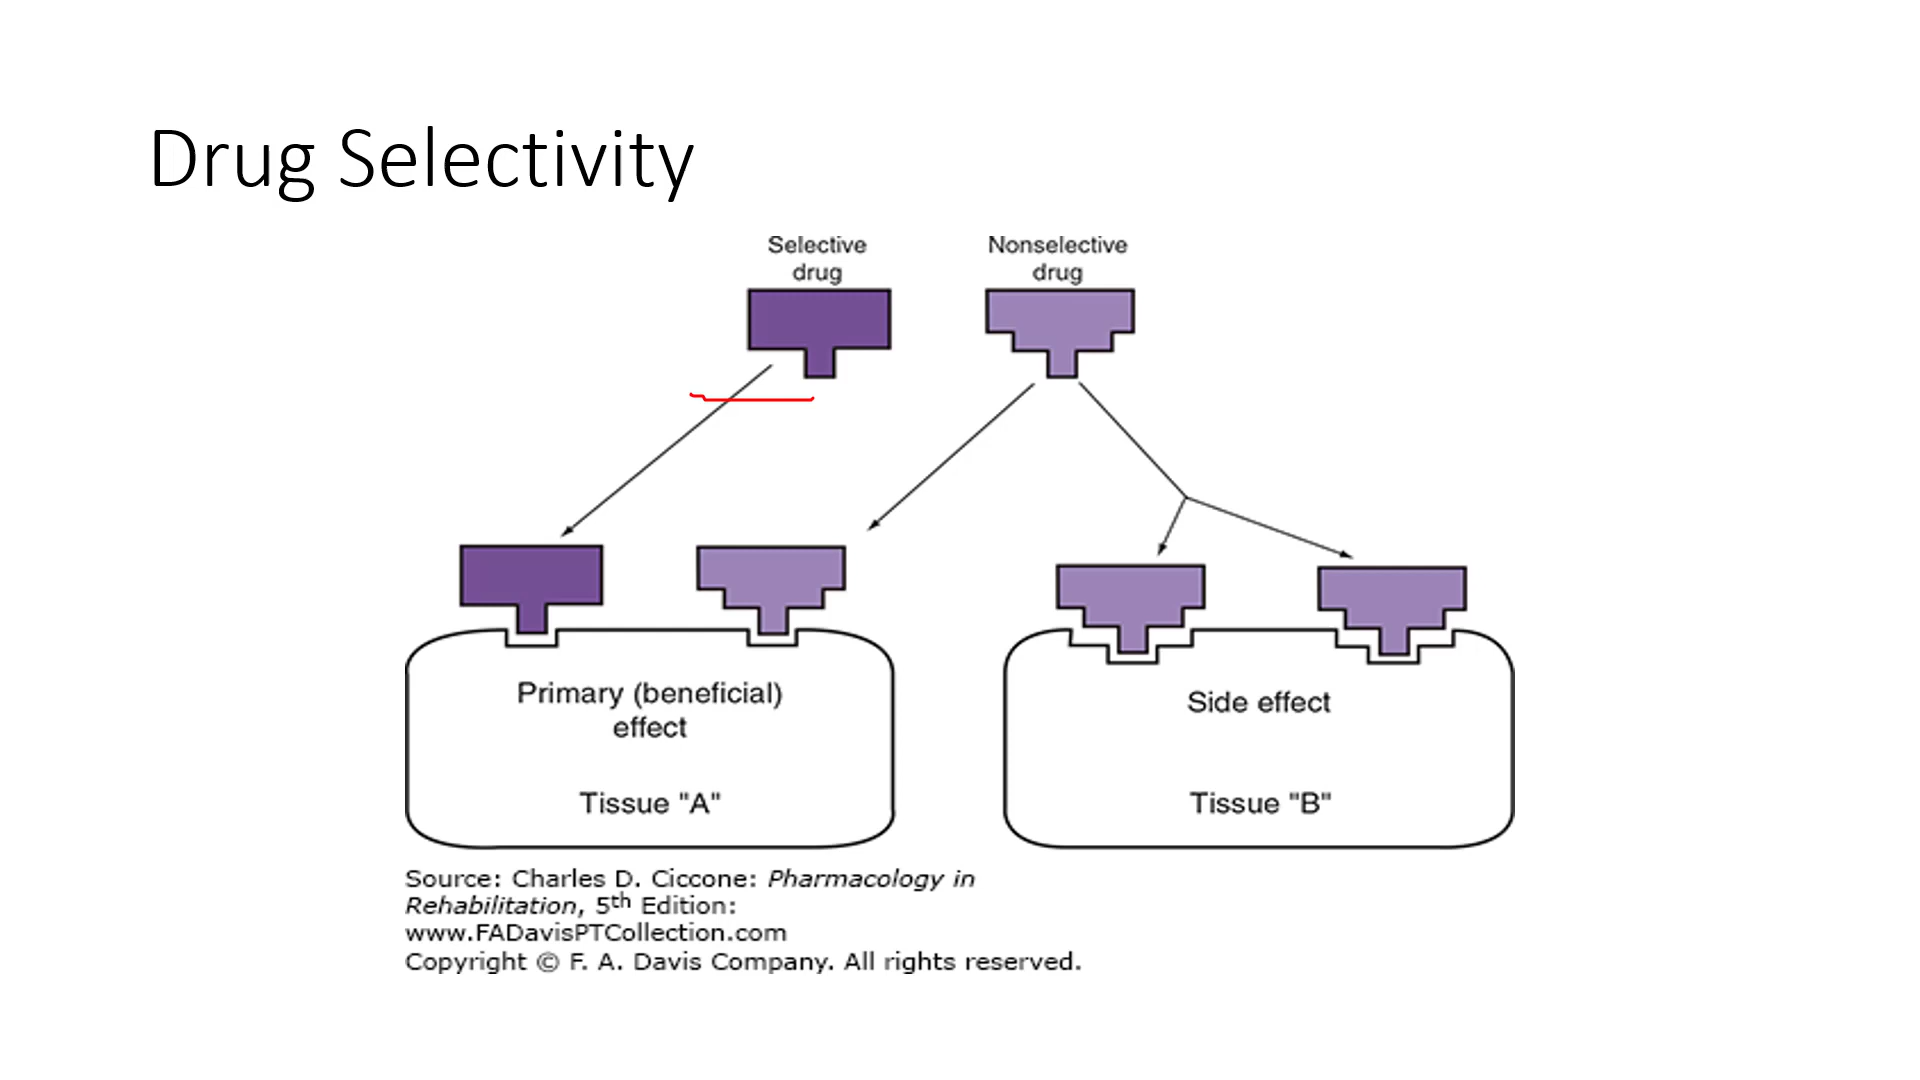 Drug Selectivity
Selective
drug
Nonselective
drug
Primary (beneficial)
effect
Tissue "A"
Side effect
Tissue "B"
Source: Charles D. Ciccone: Pharmacology in
Rehabilitation, 5th Edition:
www.FADavisPTCollection.com
Copyright © F. A. Davis Company. All rights reserved.